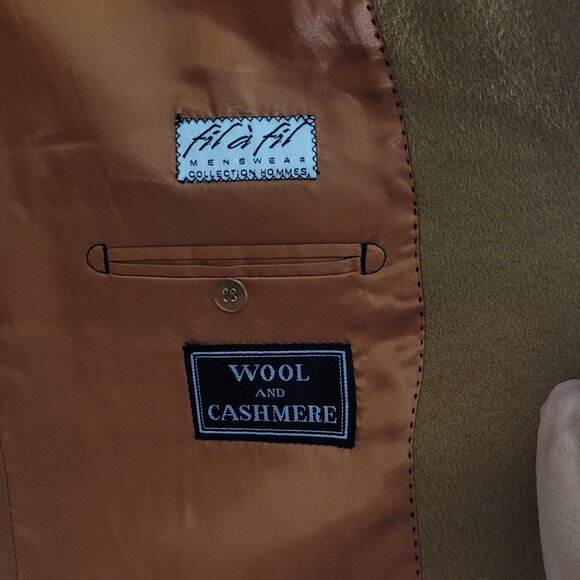 fil à fil
MENSWEAR
COLLECTION HOMMES
WOOL
AND
CASHMERE